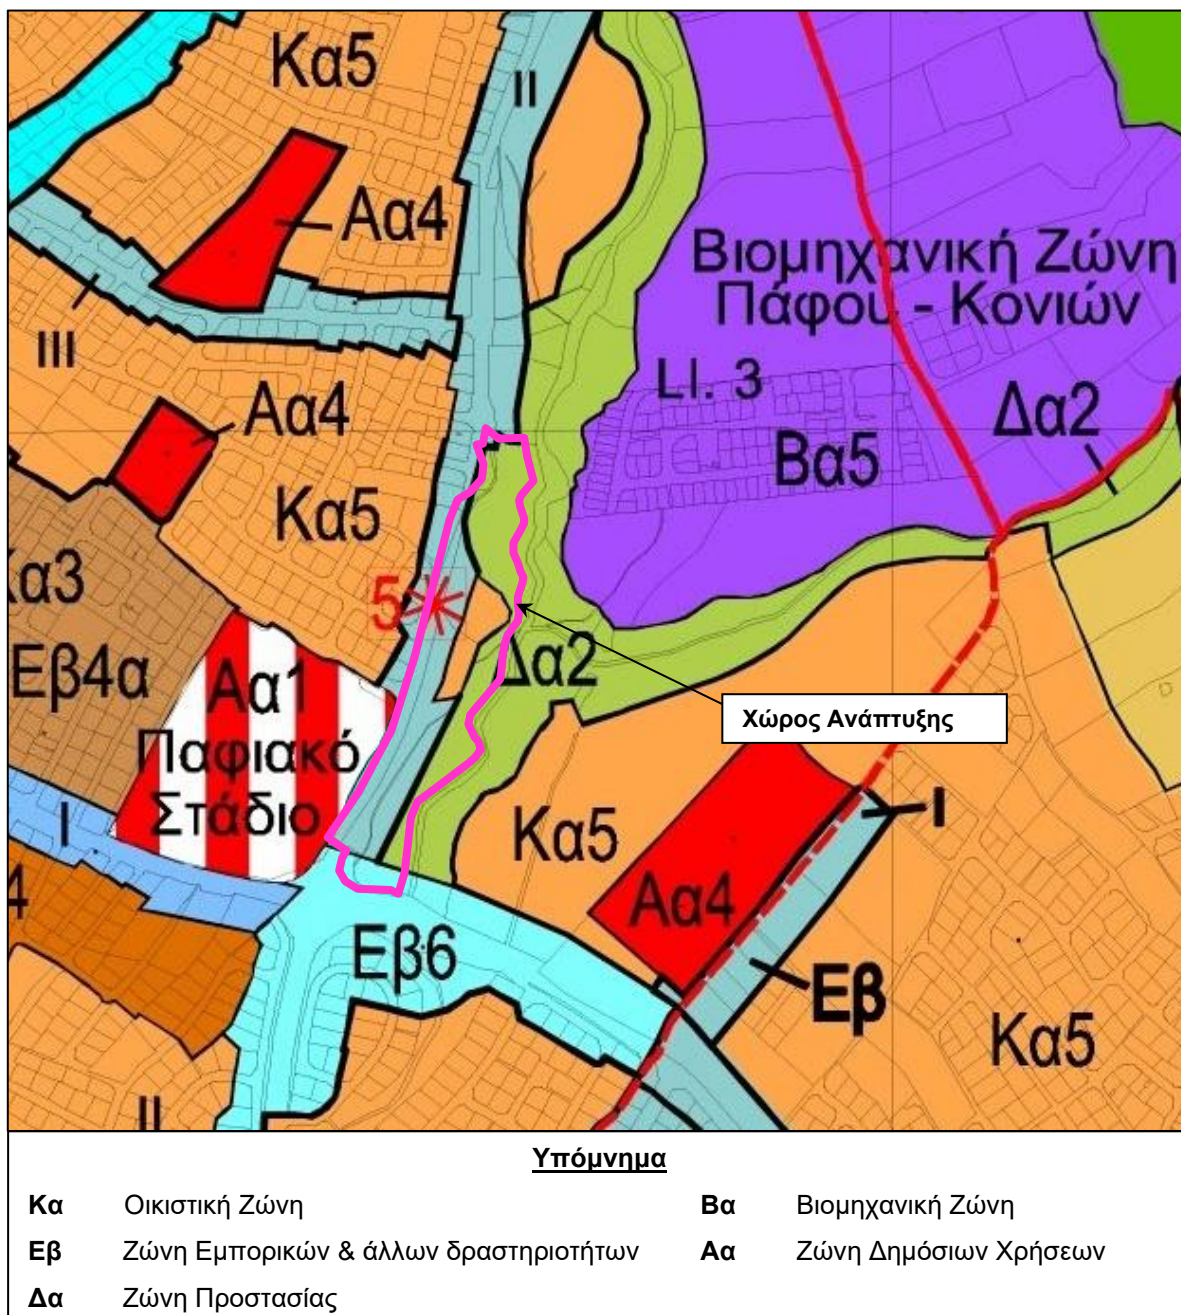 Κα5
II
Αα4
Βιομηχανική Ζώνη
Πάφου - Κονιών
III
Ll. 3
Αα4
Δα2
Βα5
Κα5
Κα3
5
Εβ4α
Αα1
Παφιακό
Στάδιο
Δα2
Χώρος Ανάπτυξης
I
Κα5
I
4
Αα4
Εβ6
Εβ
Κα5
II
Υπόμνημα
Κα Οικιστική Ζώνη Βα Βιομηχανική Ζώνη
Εβ Ζώνη Εμπορικών & άλλων δραστηριοτήτων Αα Ζώνη Δημόσιων Χρήσεων
Δα Ζώνη Προστασίας